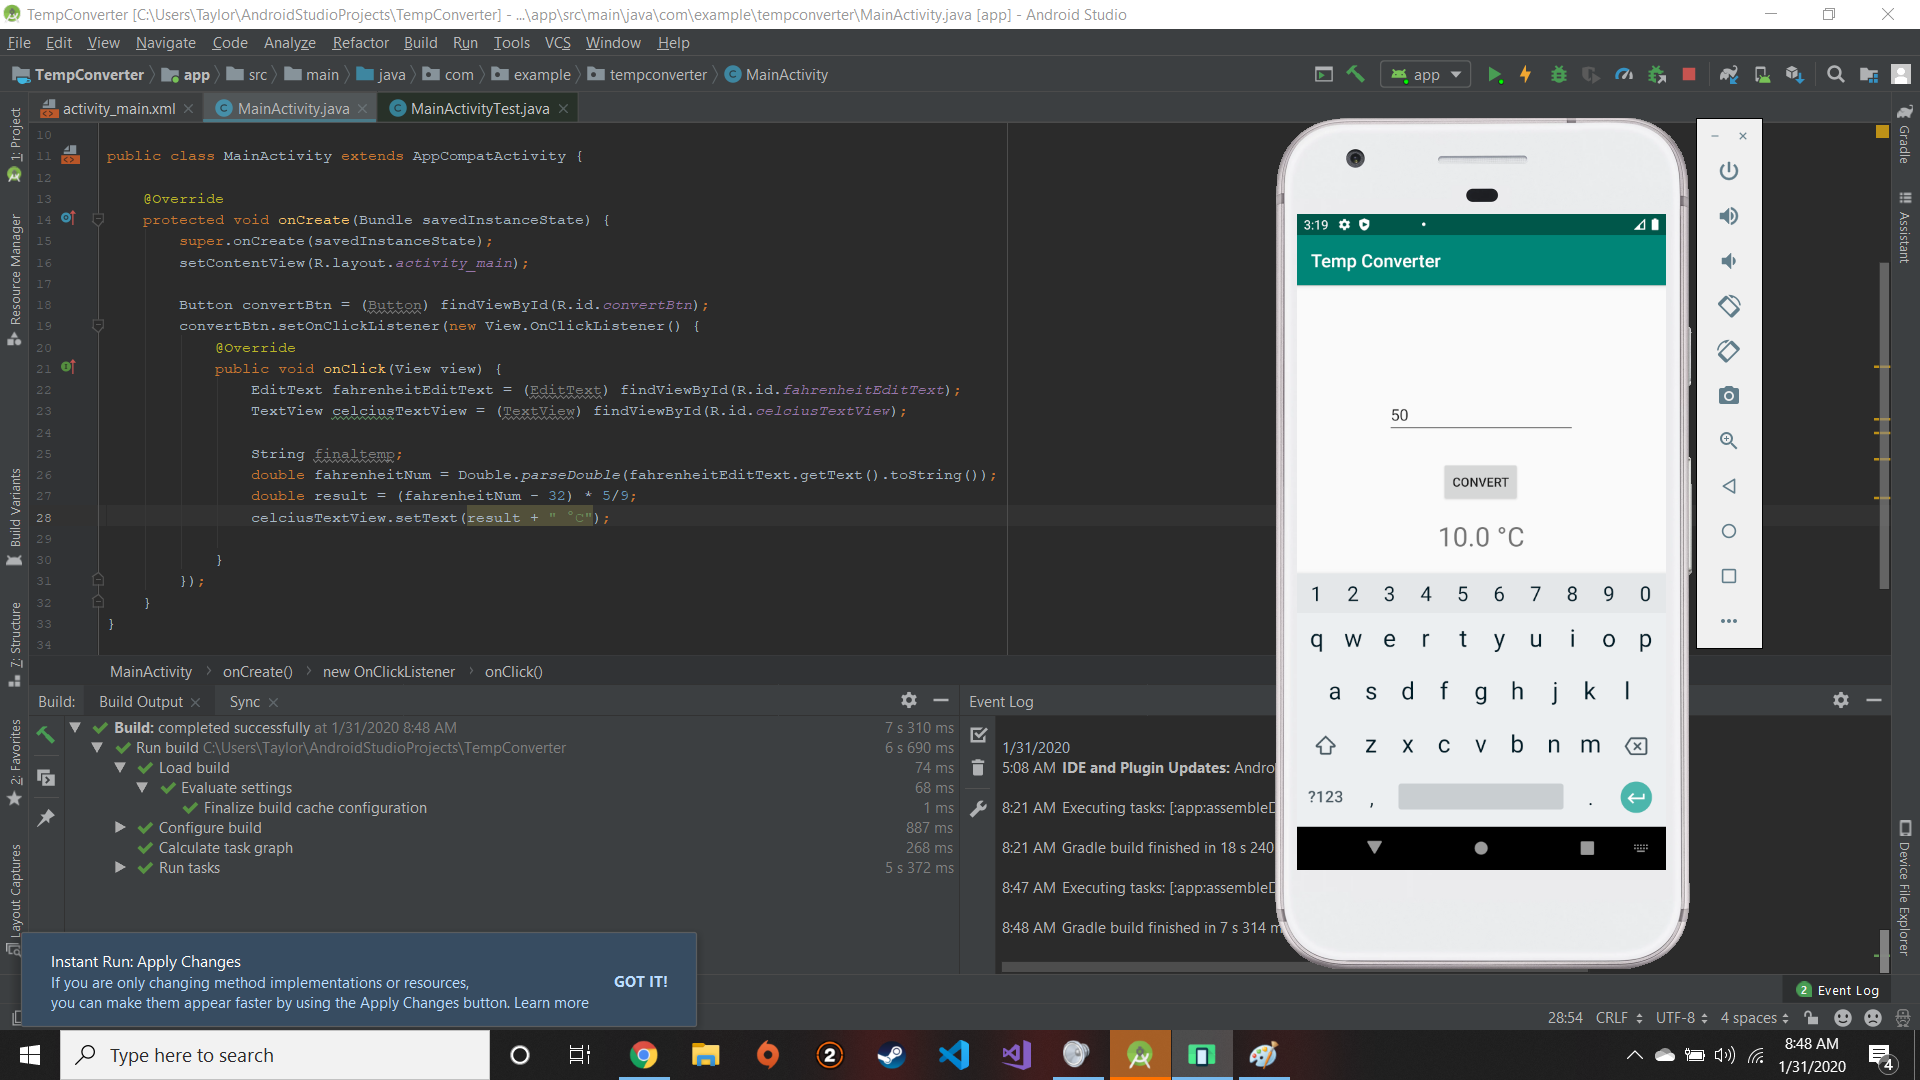 TempConverter [C:\Users\Taylor\AndroidStudioProjects\TempConverter] - ...\app\src\main\java\com\example\tempconverter\MainActivity.java [app] - Android Studio
File Edit View Navigate Code Analyze Refactor Build Run Tools VCS Window Help
TempConverter app src main java com example tempconverter MainActivity
app
activity_main.xml MainActivity.java MainActivityTest.java
1: Project
Resource Manager
Build Variants
7: Structure
2: Favorites
Layout Captures
10
11 public class MainActivity extends AppCompatActivity {
12
13 @Override
14 protected void onCreate(Bundle savedInstanceState) {
15 super.onCreate(savedInstanceState);
16 setContentView(R.layout.activity_main);
17
18 Button convertBtn = (Button) findViewById(R.id.convertBtn);
19 convertBtn.setOnClickListener(new View.OnClickListener() {
20 @Override
21 public void onClick(View view) {
22 EditText fahrenheitEditText = (EditText) findViewById(R.id.fahrenheitEditText);
23 TextView celciusTextView = (TextView) findViewById(R.id.celciusTextView);
24
25 String finaltemp;
26 double fahrenheitNum = Double.parseDouble(fahrenheitEditText.getText().toString());
27 double result = (fahrenheitNum - 32) * 5/9;
28 celciusTextView.setText(result + " °C");
29
30 }
31 });
32 }
33 }
34
MainActivity onCreate() new OnClickListener onClick()
3:19
Temp Converter
50
CONVERT
10.0 °C
1 2 3 4 5 6 7 8 9 0
q w e r t y u i o p
a s d f g h j k l
z x c v b n m
?123 , .
Gradle
Assistant
Device File Explorer
Build: Build Output Sync
Build: completed successfully at 1/31/2020 8:48 AM 7 s 310 ms
Run build C:\Users\Taylor\AndroidStudioProjects\TempConverter 6 s 690 ms
Load build 74 ms
Evaluate settings 68 ms
Finalize build cache configuration 1 ms
Configure build 887 ms
Calculate task graph 268 ms
Run tasks 5 s 372 ms
Event Log
1/31/2020
5:08 AM IDE and Plugin Updates: Andro
8:21 AM Executing tasks: [:app:assembleD
8:21 AM Gradle build finished in 18 s 240
8:47 AM Executing tasks: [:app:assembleD
8:48 AM Gradle build finished in 7 s 314 m
Instant Run: Apply Changes
If you are only changing method implementations or resources,
you can make them appear faster by using the Apply Changes button. Learn more
GOT IT!
2 Event Log
28:54 CRLF UTF-8 4 spaces
Type here to search
2
8:48 AM
1/31/2020
4